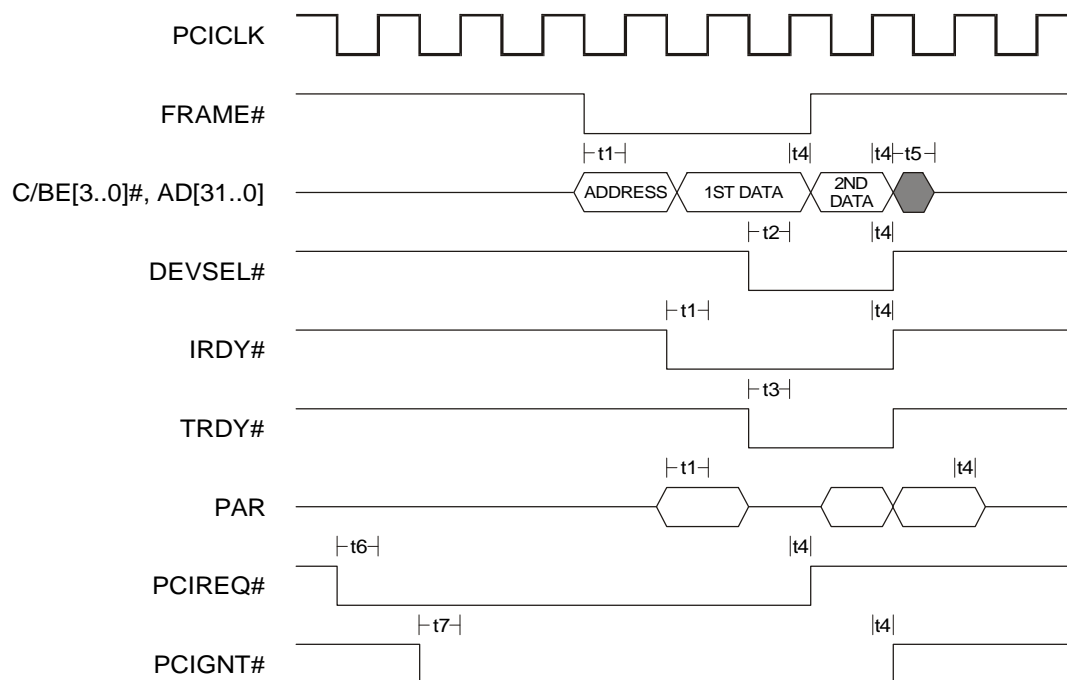 PCICLK
FRAME#
t1 t4 t4 t5
C/BE[3..0]#, AD[31..0] ADDRESS 1ST DATA 2ND DATA
t2 t4
DEVSEL#
t1 t4
IRDY#
t3
TRDY#
t1 t4
PAR
t6 t4
PCIREQ#
t7 t4
PCIGNT#